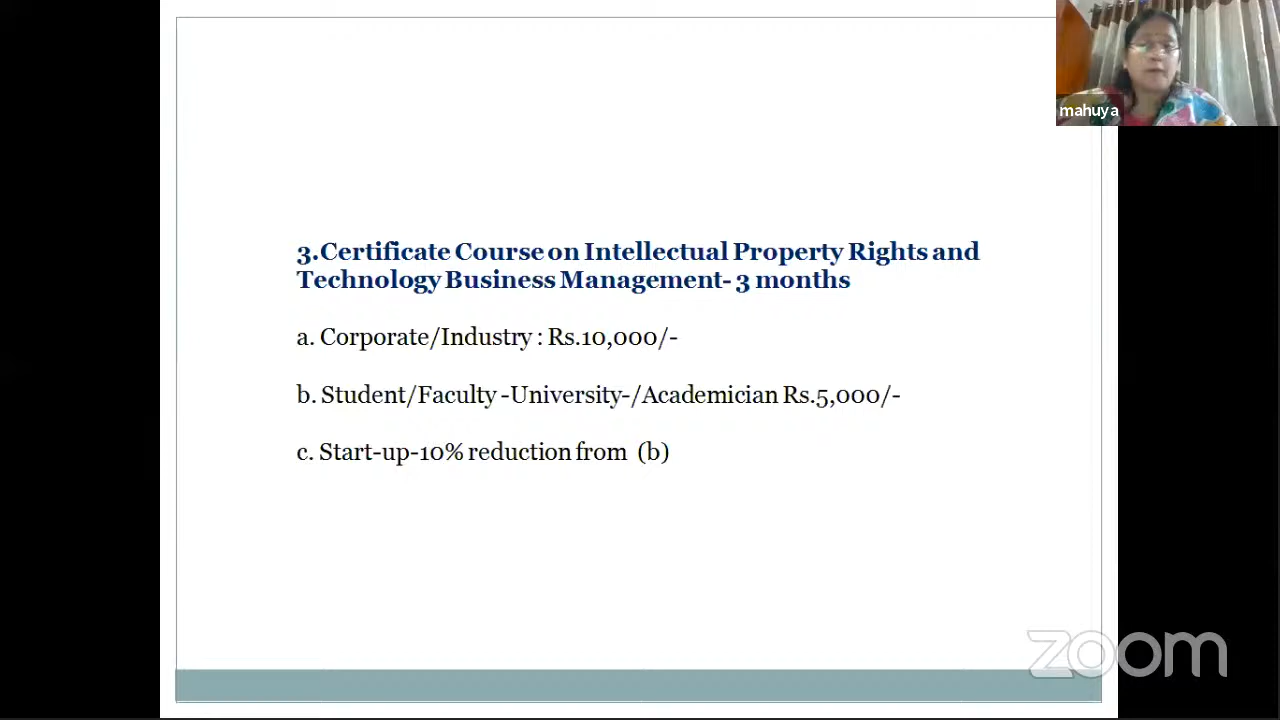 mahuya
3.Certificate Course on Intellectual Property Rights and
Technology Business Management- 3 months
a. Corporate/Industry : Rs.10,000/-
b. Student/Faculty -University-/Academician Rs.5,000/-
c. Start-up-10% reduction from (b)
zoom